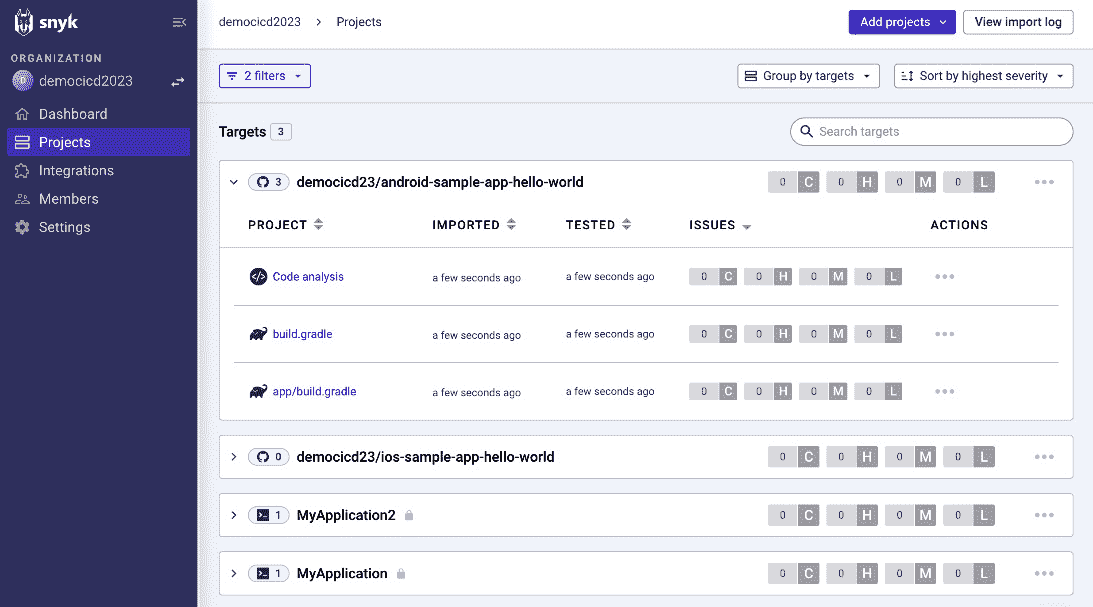 snyk
democicd2023 > Projects
Add projects
View import log
ORGANIZATION
democicd2023
Dashboard
Projects
Integrations
Members
Settings
2 filters
Group by targets
Sort by highest severity
Targets 3
Search targets
3 democicd23/android-sample-app-hello-world 0 C 0 H 0 M 0 L
PROJECT IMPORTED TESTED ISSUES ACTIONS
Code analysis a few seconds ago a few seconds ago 0 C 0 H 0 M 0 L
build.gradle a few seconds ago a few seconds ago 0 C 0 H 0 M 0 L
app/build.gradle a few seconds ago a few seconds ago 0 C 0 H 0 M 0 L
0 democicd23/ios-sample-app-hello-world 0 C 0 H 0 M 0 L
1 MyApplication2 0 C 0 H 0 M 0 L
1 MyApplication 0 C 0 H 0 M 0 L